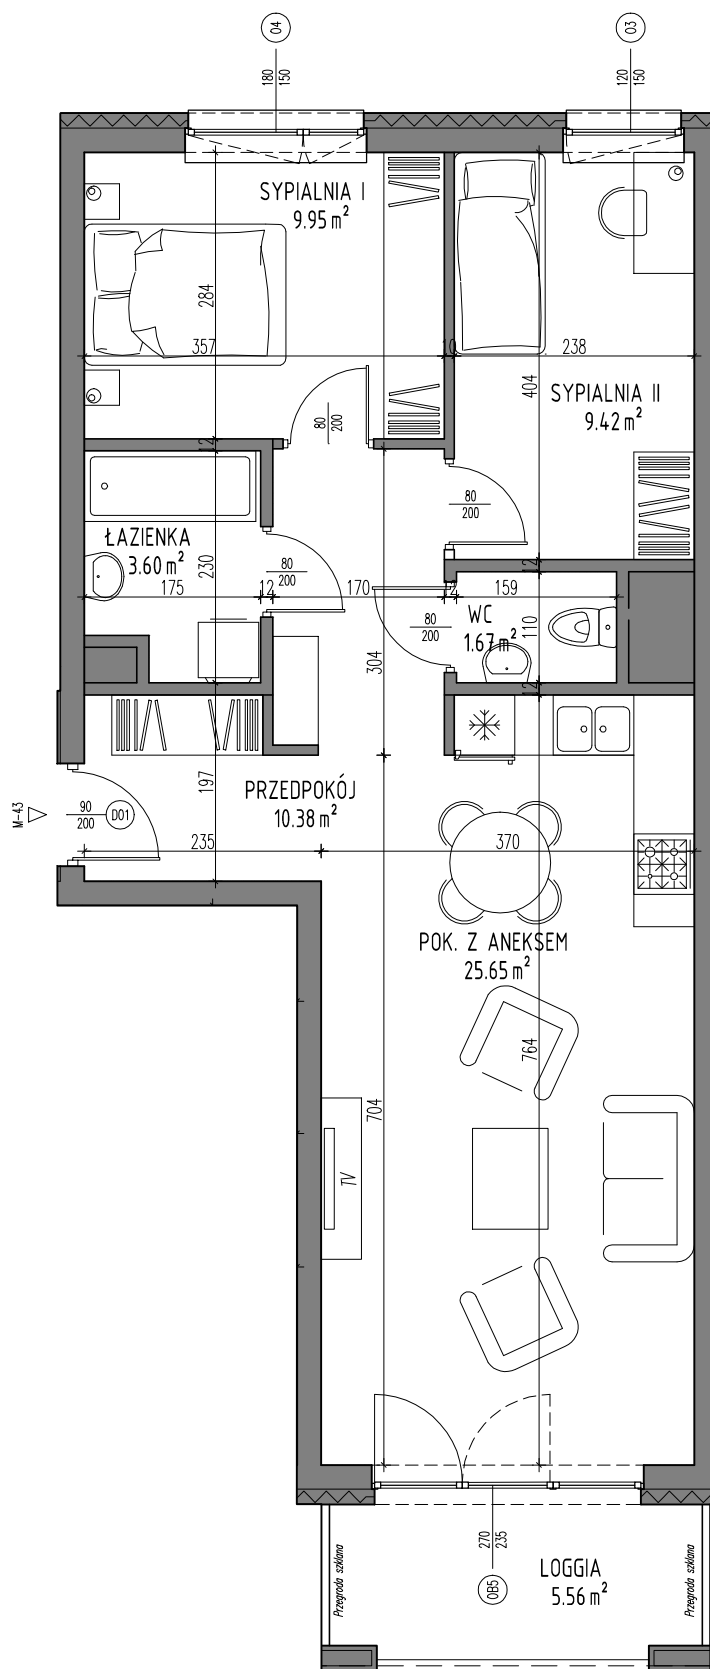 04
03
180
150
120
150
SYPIALNIA I
9.95 m²
284
357
10
238
404
SYPIALNIA II
9.42 m²
80
200
12
80
200
ŁAZIENKA
3.60 m²
230
80
200
175
12
170
12
159
12
WC
1.67 m²
110
80
200
304
12
197
PRZEDPOKÓJ
10.38 m²
M-43
90
200
D01
235
370
POK. Z ANEKSEM
25.65 m²
764
704
TV
270
235
OB5
LOGGIA
5.56 m²
Przegroda szklana
Przegroda szklana